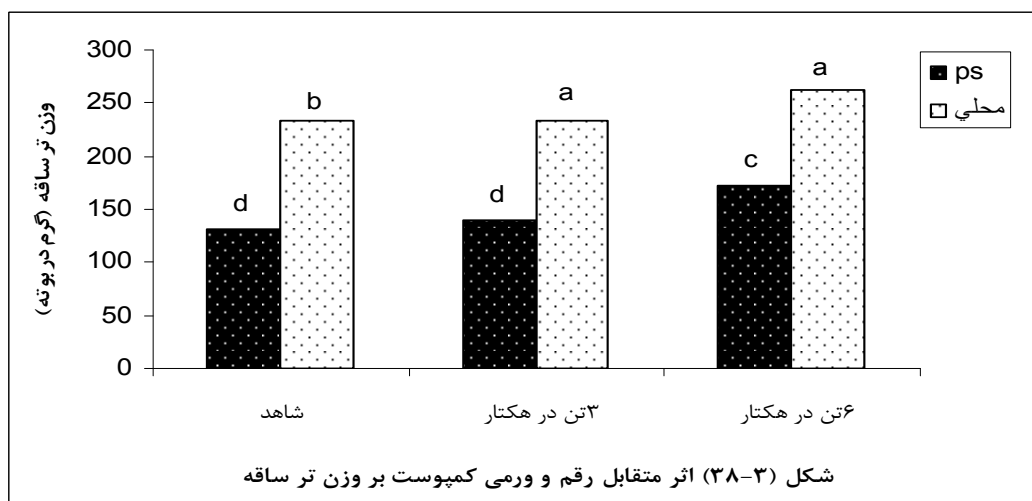 300
250
200
150
100
50
0
وزن تر ساقه (گرم در بوته)
d
b
d
a
c
a
ps
محلي
شاهد
۳تن در هکتار
۶تن در هکتار
شکل (۳-۳۸) اثر متقابل رقم و ورمی کمپوست بر وزن تر ساقه